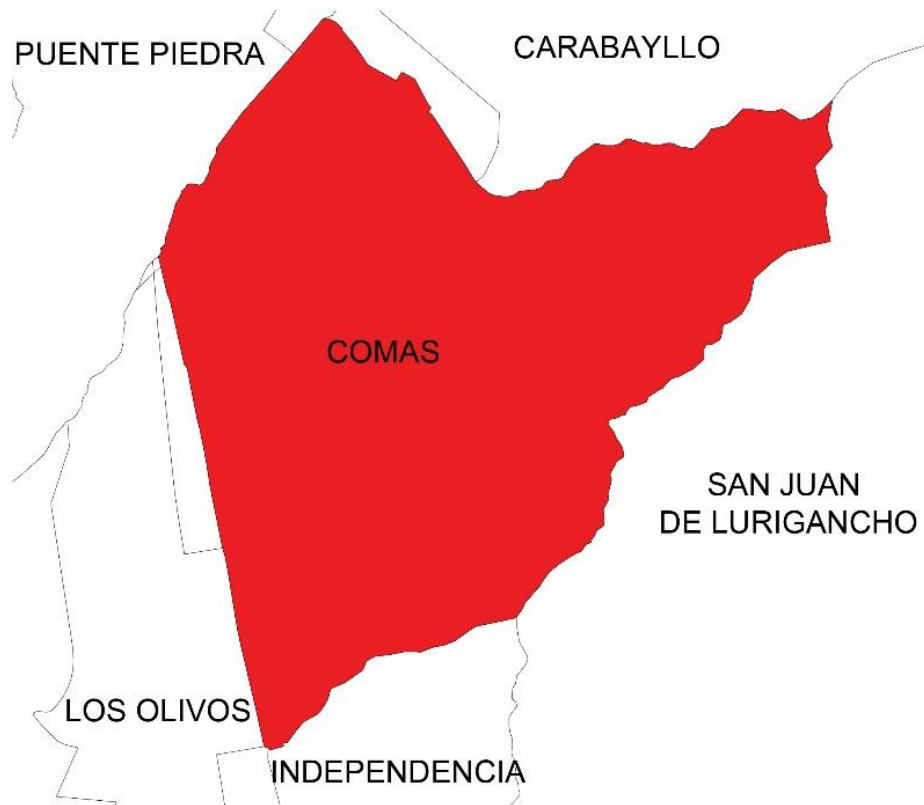 PUENTE PIEDRA
CARABAYLLO
COMAS
SAN JUAN
DE LURIGANCHO
LOS OLIVOS
INDEPENDENCIA